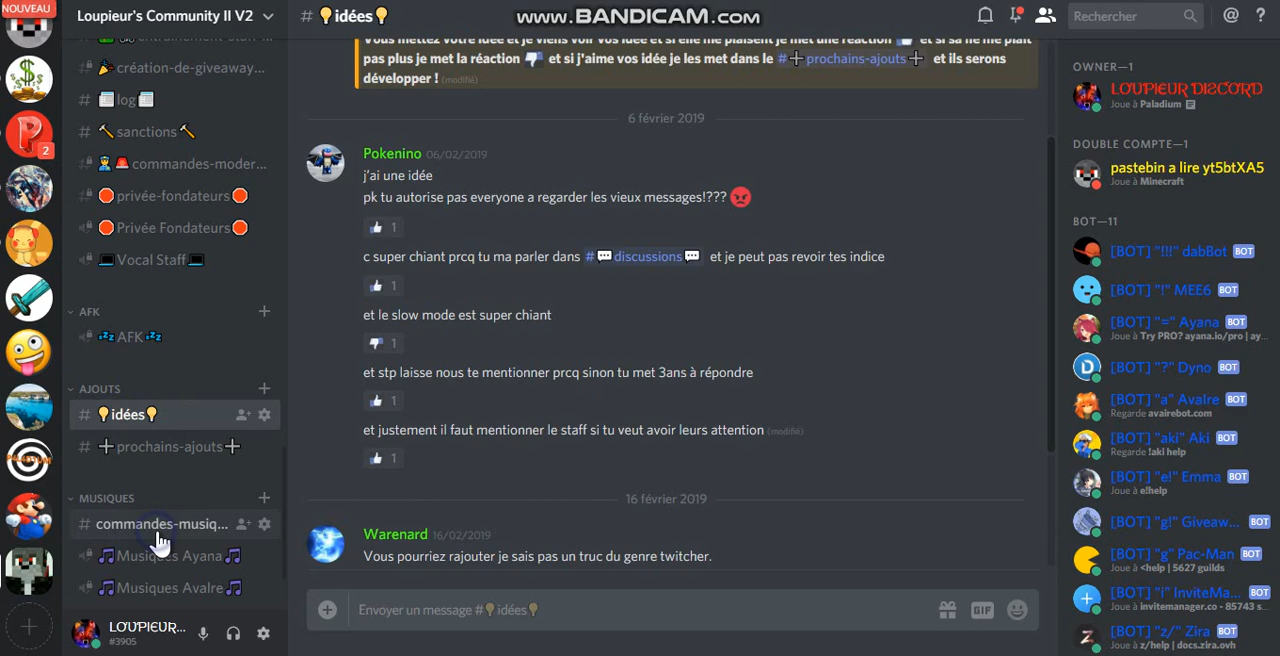 NOUVEAU
Loupieur's Community II V2
# 💡idées💡
www.BANDICAM.com
Rechercher
création-de-giveaway...
log
sanctions
commandes-moder...
privée-fondateurs
Privée Fondateurs
Vocal Staff
AFK
💤AFK💤
AJOUTS
# 💡idées💡
# ➕prochains-ajouts➕
MUSIQUES
# commandes-musiq...
🎵Musiques Ayana🎵
🎵Musiques Avalre🎵
LOUPIEUR...
#3905
2
Vous mettez votre idée et je viens voir vos idée et si elle me plaisent je met une réaction 👍 et si sa ne me plait
pas plus je met la réaction 👎 et si j'aime vos idée je les met dans le #➕prochains-ajouts➕ et ils serons
développer ! (modifié)
6 février 2019
Pokenino 06/02/2019
j'ai une idée
pk tu autorise pas everyone a regarder les vieux messages!??? 😡
👍 1
c super chiant prcq tu ma parler dans #💬discussions💬 et je peut pas revoir tes indice
👍 1
et le slow mode est super chiant
👎 1
et stp laisse nous te mentionner prcq sinon tu met 3ans à répondre
👍 1
et justement il faut mentionner le staff si tu veut avoir leurs attention (modifié)
👍 1
16 février 2019
Warenard 16/02/2019
Vous pourriez rajouter je sais pas un truc du genre twitcher.
Envoyer un message #💡idées💡
GIF
OWNER—1
LOUPIEUR DISCORD
Joue à Paladium
DOUBLE COMPTE—1
pastebin a lire yt5btXA5
Joue à Minecraft
BOT—11
[BOT] "!!!" dabBot BOT
[BOT] "!" MEE6 BOT
[BOT] "=" Ayana BOT
Joue à Try PRO? ayana.io/pro | ay...
[BOT] "?" Dyno BOT
[BOT] "a" Avalre BOT
Regarde avairebot.com
[BOT] "aki" Aki BOT
Regarde !aki help
[BOT] "e!" Emma BOT
Joue à e!help
[BOT] "g!" Giveaw... BOT
[BOT] "g" Pac-Man BOT
Joue à <help | 5627 guilds
[BOT] "i" InviteMa... BOT
Joue à invitemanager.co - 85743 s...
[BOT] "z/" Zira BOT
Joue à z/help | docs.zira.ovh